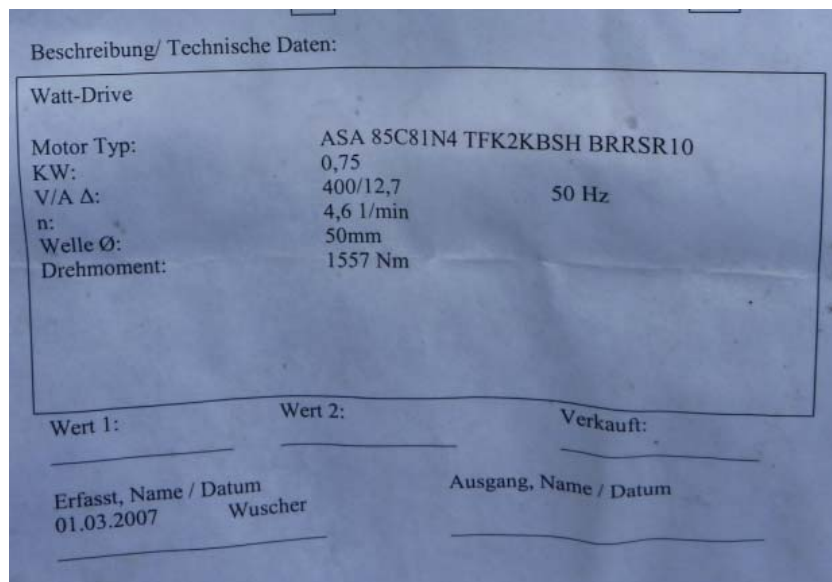 Beschreibung/ Technische Daten:
Watt-Drive
Motor Typ: ASA 85C81N4 TFK2KBSH BRRSR10
KW: 0,75
V/A Δ: 400/12,7 50 Hz
n: 4,6 1/min
Welle Ø: 50mm
Drehmoment: 1557 Nm
Wert 1: Wert 2: Verkauft:
Erfasst, Name / Datum Ausgang, Name / Datum
01.03.2007 Wuscher